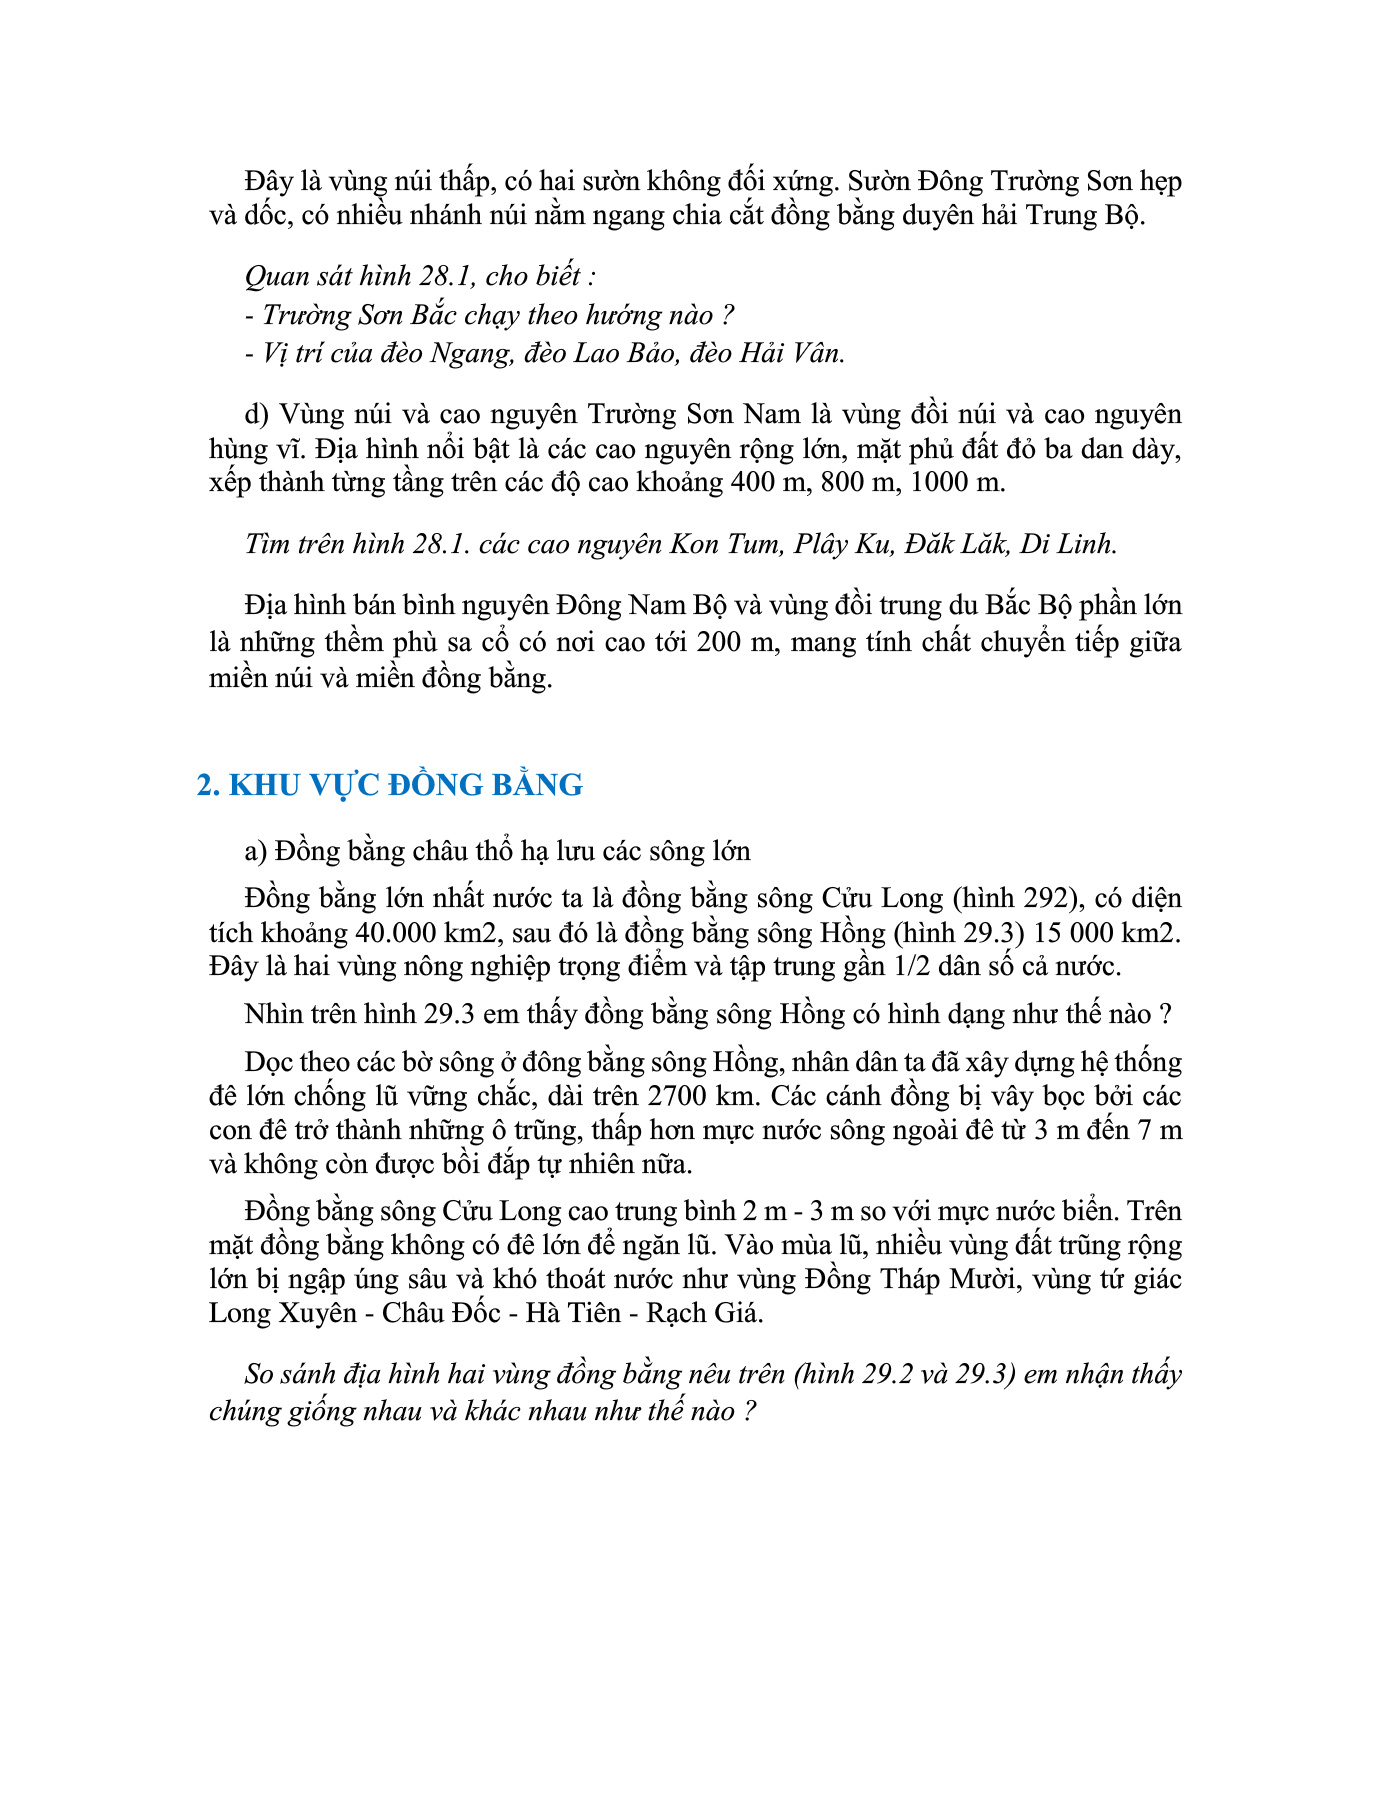 Đây là vùng núi thấp, có hai sườn không đối xứng. Sườn Đông Trường Sơn hẹp
và dốc, có nhiều nhánh núi nằm ngang chia cắt đồng bằng duyên hải Trung Bộ.
Quan sát hình 28.1, cho biết :
- Trường Sơn Bắc chạy theo hướng nào ?
- Vị trí của đèo Ngang, đèo Lao Bảo, đèo Hải Vân.
d) Vùng núi và cao nguyên Trường Sơn Nam là vùng đồi núi và cao nguyên
hùng vĩ. Địa hình nổi bật là các cao nguyên rộng lớn, mặt phủ đất đỏ ba dan dày,
xếp thành từng tầng trên các độ cao khoảng 400 m, 800 m, 1000 m.
Tìm trên hình 28.1. các cao nguyên Kon Tum, Plây Ku, Đăk Lăk, Di Linh.
Địa hình bán bình nguyên Đông Nam Bộ và vùng đồi trung du Bắc Bộ phần lớn
là những thềm phù sa cổ có nơi cao tới 200 m, mang tính chất chuyển tiếp giữa
miền núi và miền đồng bằng.
2. KHU VỰC ĐỒNG BẰNG
a) Đồng bằng châu thổ hạ lưu các sông lớn
Đồng bằng lớn nhất nước ta là đồng bằng sông Cửu Long (hình 292), có diện
tích khoảng 40.000 km2, sau đó là đồng bằng sông Hồng (hình 29.3) 15 000 km2.
Đây là hai vùng nông nghiệp trọng điểm và tập trung gần 1/2 dân số cả nước.
Nhìn trên hình 29.3 em thấy đồng bằng sông Hồng có hình dạng như thế nào ?
Dọc theo các bờ sông ở đông bằng sông Hồng, nhân dân ta đã xây dựng hệ thống
đê lớn chống lũ vững chắc, dài trên 2700 km. Các cánh đồng bị vây bọc bởi các
con đê trở thành những ô trũng, thấp hơn mực nước sông ngoài đê từ 3 m đến 7 m
và không còn được bồi đắp tự nhiên nữa.
Đồng bằng sông Cửu Long cao trung bình 2 m - 3 m so với mực nước biển. Trên
mặt đồng bằng không có đê lớn để ngăn lũ. Vào mùa lũ, nhiều vùng đất trũng rộng
lớn bị ngập úng sâu và khó thoát nước như vùng Đồng Tháp Mười, vùng tứ giác
Long Xuyên - Châu Đốc - Hà Tiên - Rạch Giá.
So sánh địa hình hai vùng đồng bằng nêu trên (hình 29.2 và 29.3) em nhận thấy
chúng giống nhau và khác nhau như thế nào ?